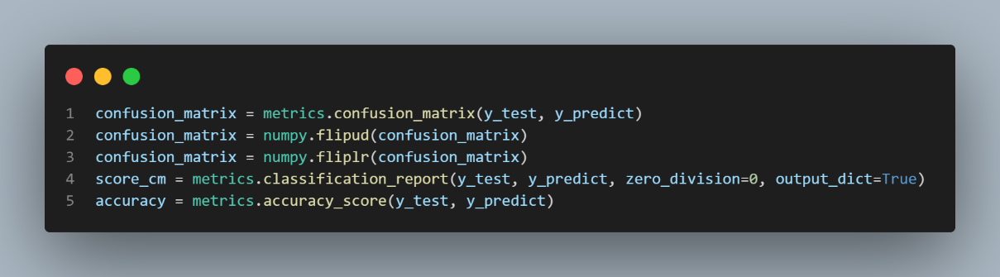 1 confusion_matrix = metrics.confusion_matrix(y_test, y_predict)
2 confusion_matrix = numpy.flipud(confusion_matrix)
3 confusion_matrix = numpy.fliplr(confusion_matrix)
4 score_cm = metrics.classification_report(y_test, y_predict, zero_division=0, output_dict=True)
5 accuracy = metrics.accuracy_score(y_test, y_predict)